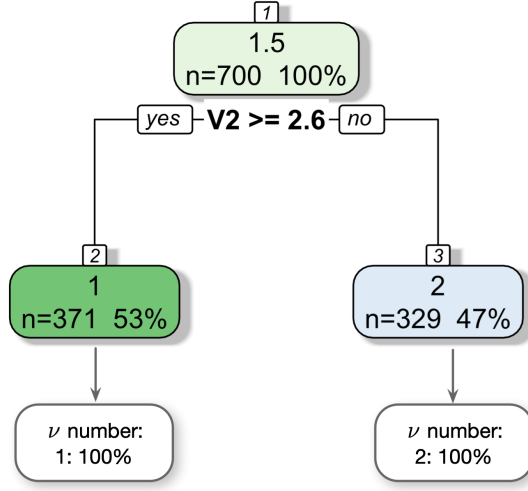 1
1.5
n=700 100%
yes V2 >= 2.6 no
2
1
n=371 53%
3
2
n=329 47%
ν number:
1: 100%
ν number:
2: 100%